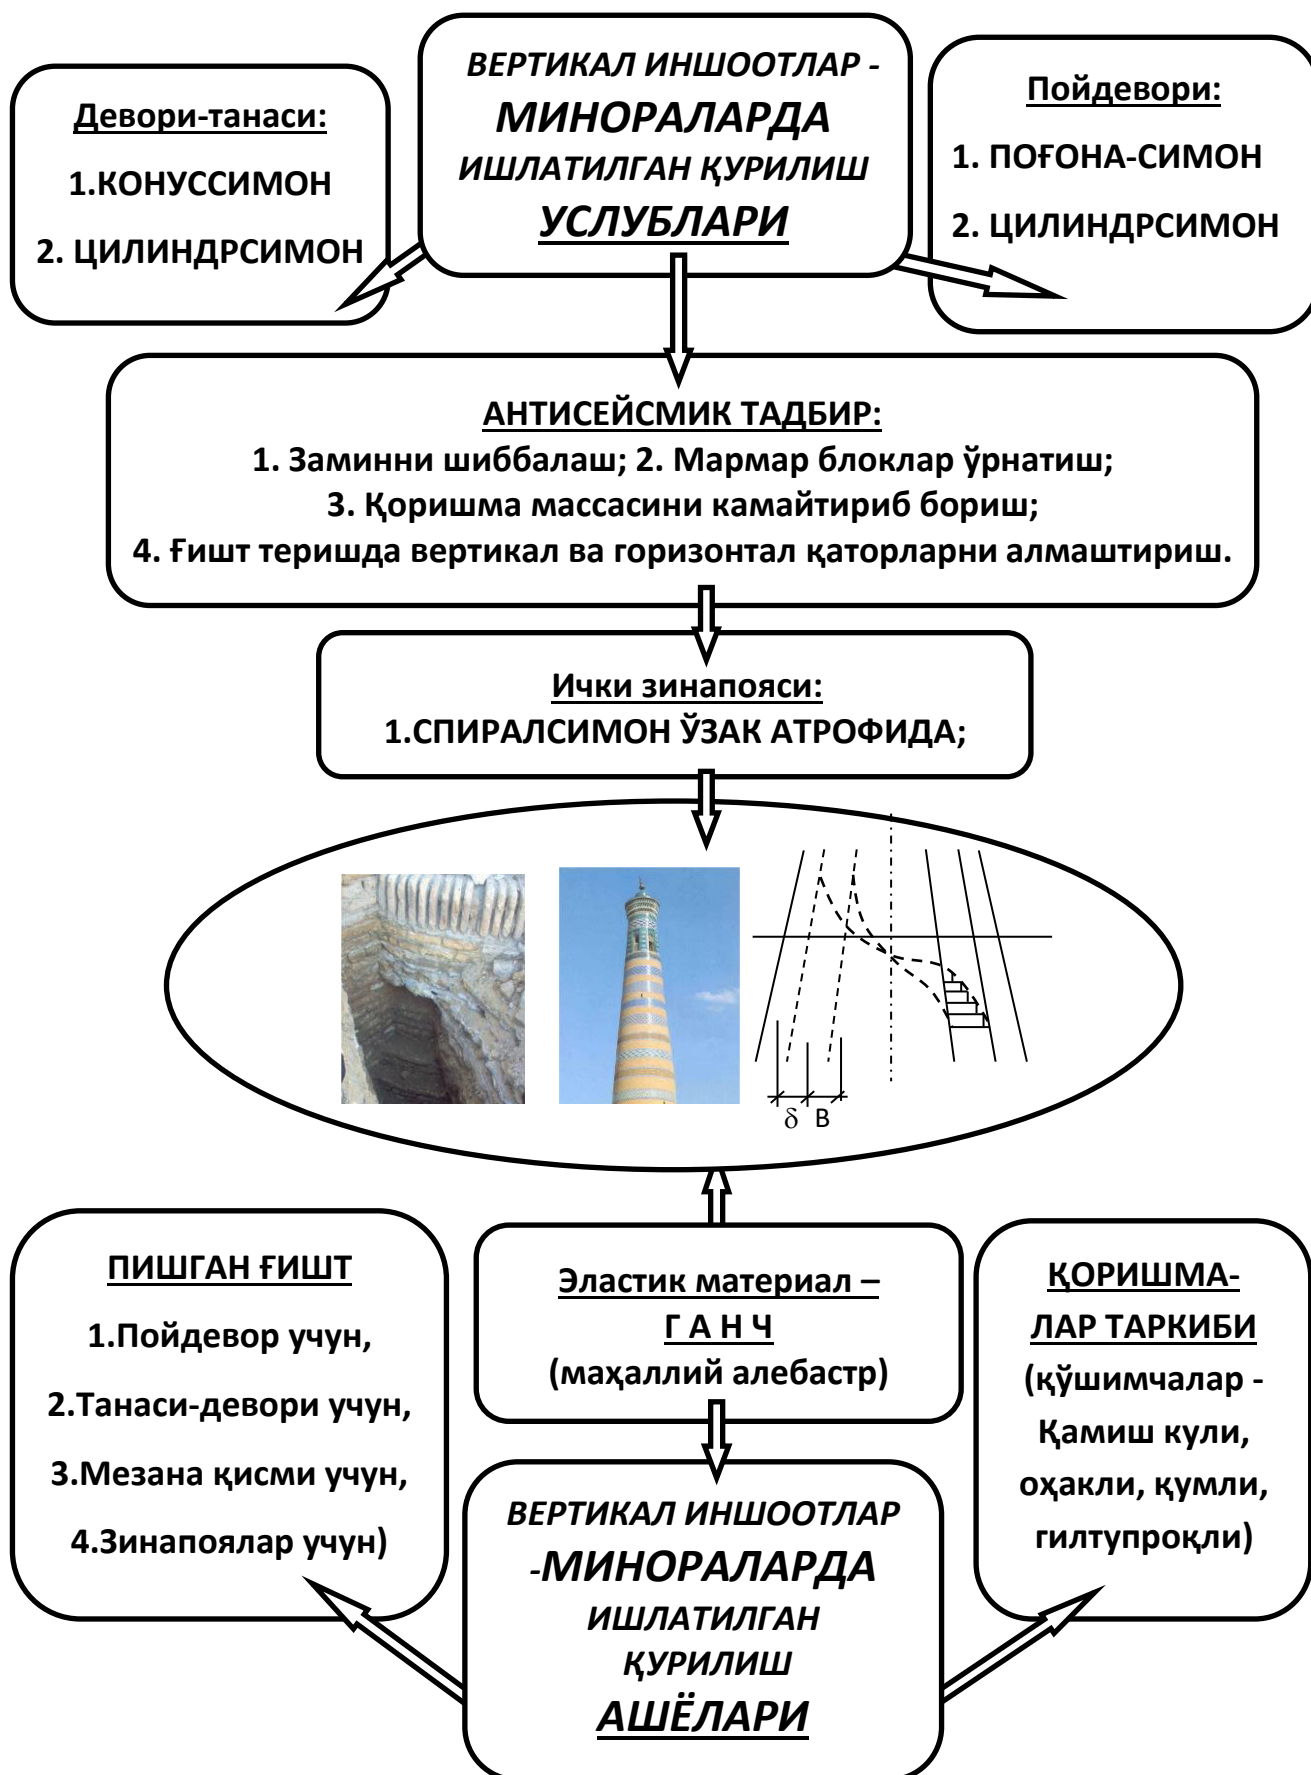 Девори-танаси:
1.КОНУССИМОН
2. ЦИЛИНДРСИМОН
ВЕРТИКАЛ ИНШООТЛАР -
МИНОРАЛАРДА
ИШЛАТИЛГАН ҚУРИЛИШ
УСЛУБЛАРИ
Пойдевори:
1. ПОҒОНА-СИМОН
2. ЦИЛИНДРСИМОН
АНТИСЕЙСМИК ТАДБИР:
1. Заминни шиббалаш; 2. Мармар блоклар ўрнатиш;
3. Қоришма массасини камайтириб бориш;
4. Ғишт теришда вертикал ва горизонтал қаторларни алмаштириш.
Ички зинапояси:
1.СПИРАЛСИМОН ЎЗАК АТРОФИДА;
δ В
ПИШГАН ҒИШТ
1.Пойдевор учун,
2.Танаси-девори учун,
3.Мезана қисми учун,
4.Зинапоялар учун)
Эластик материал –
Г А Н Ч
(маҳаллий алебастр)
ҚОРИШМА-
ЛАР ТАРКИБИ
(қўшимчалар -
Қамиш кули,
оҳакли, қумли,
гилтупроқли)
ВЕРТИКАЛ ИНШООТЛАР
-МИНОРАЛАРДА
ИШЛАТИЛГАН
ҚУРИЛИШ
АШЁЛАРИ